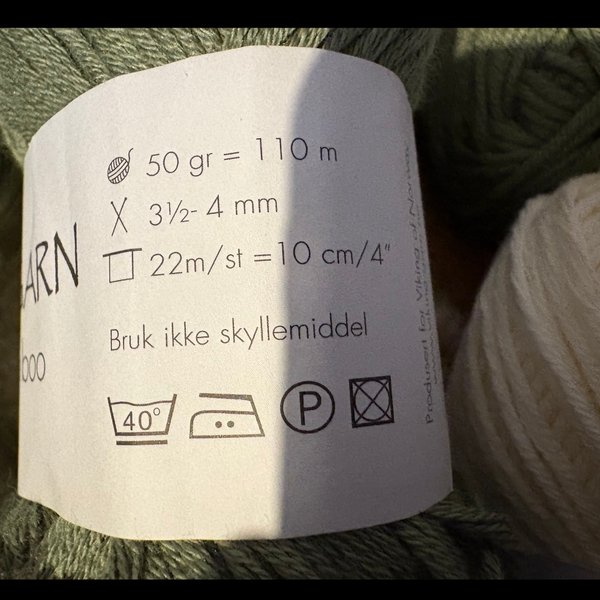 50 gr = 110 m
3½- 4 mm
22m/st = 10 cm/4"
ARN
Bruk ikke skyllemiddel
000
40°
P
Produsert for Viking of Norway